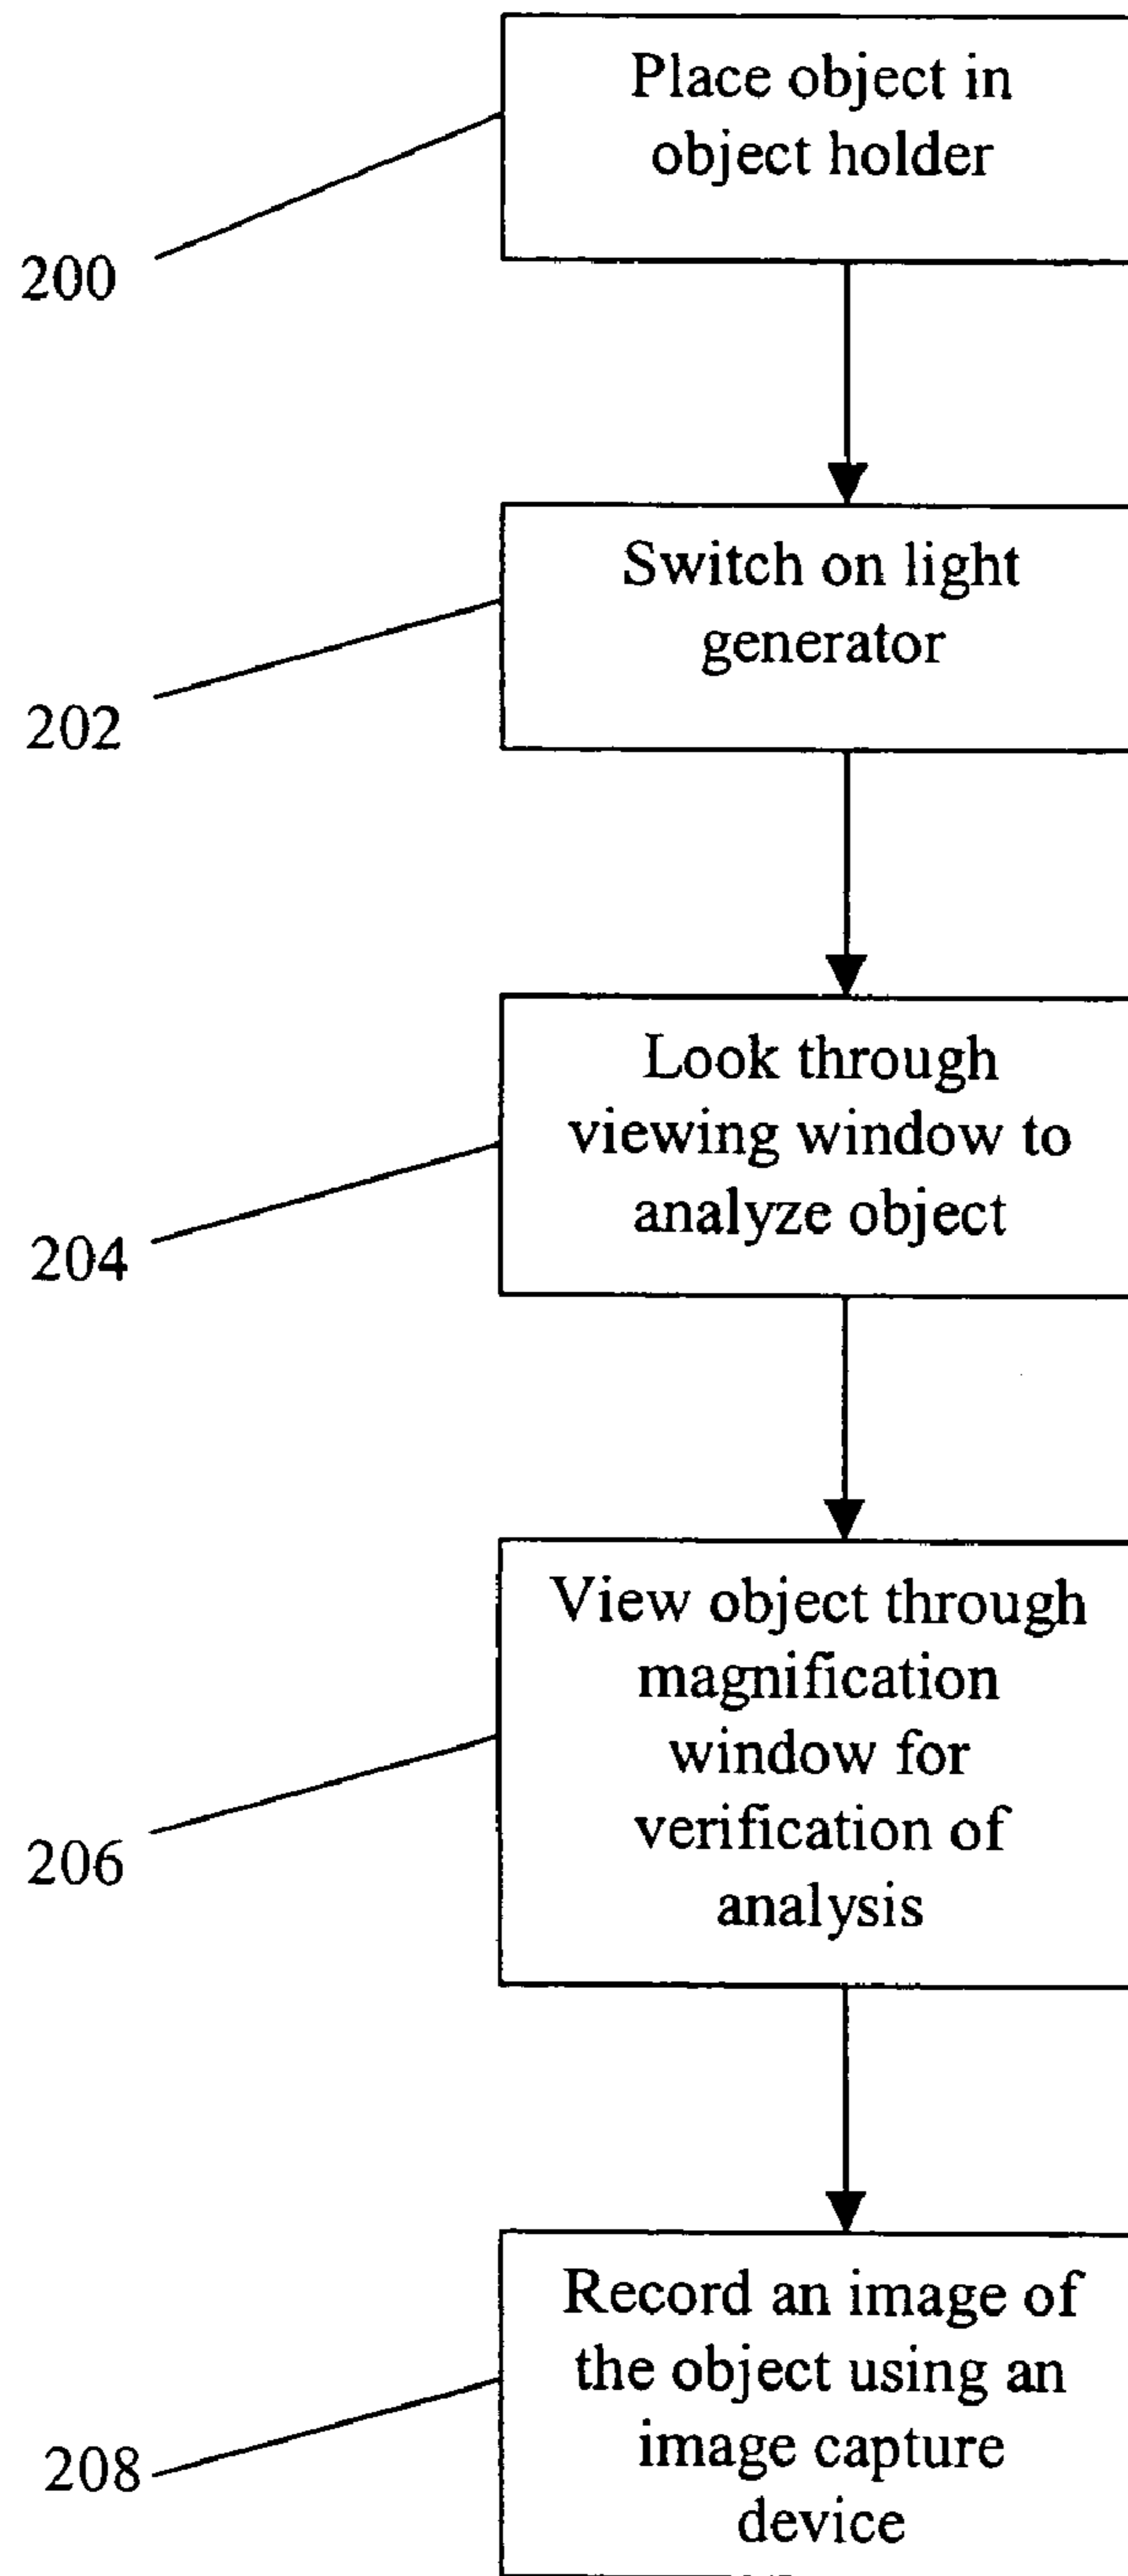 Place object in
object holder
200
Switch on light
generator
202
Look through
viewing window to
analyze object
204
View object through
magnification
window for
verification of
analysis
206
Record an image of
the object using an
image capture
device
208